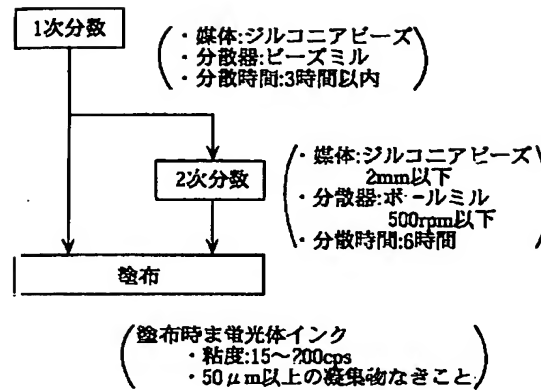 1次分数
・媒体:ジルコニアビーズ
・分散器:ビーズミル
・分散時間:3時間以内
2次分数
・媒体:ジルコニアビーズ
2mm以下
・分散器:ボールミル
500rpm以下
・分散時間:6時間
塗布
塗布時ま蛍光体インク
・粘度:15～200cps
・50μm以上の凝集物なきこと